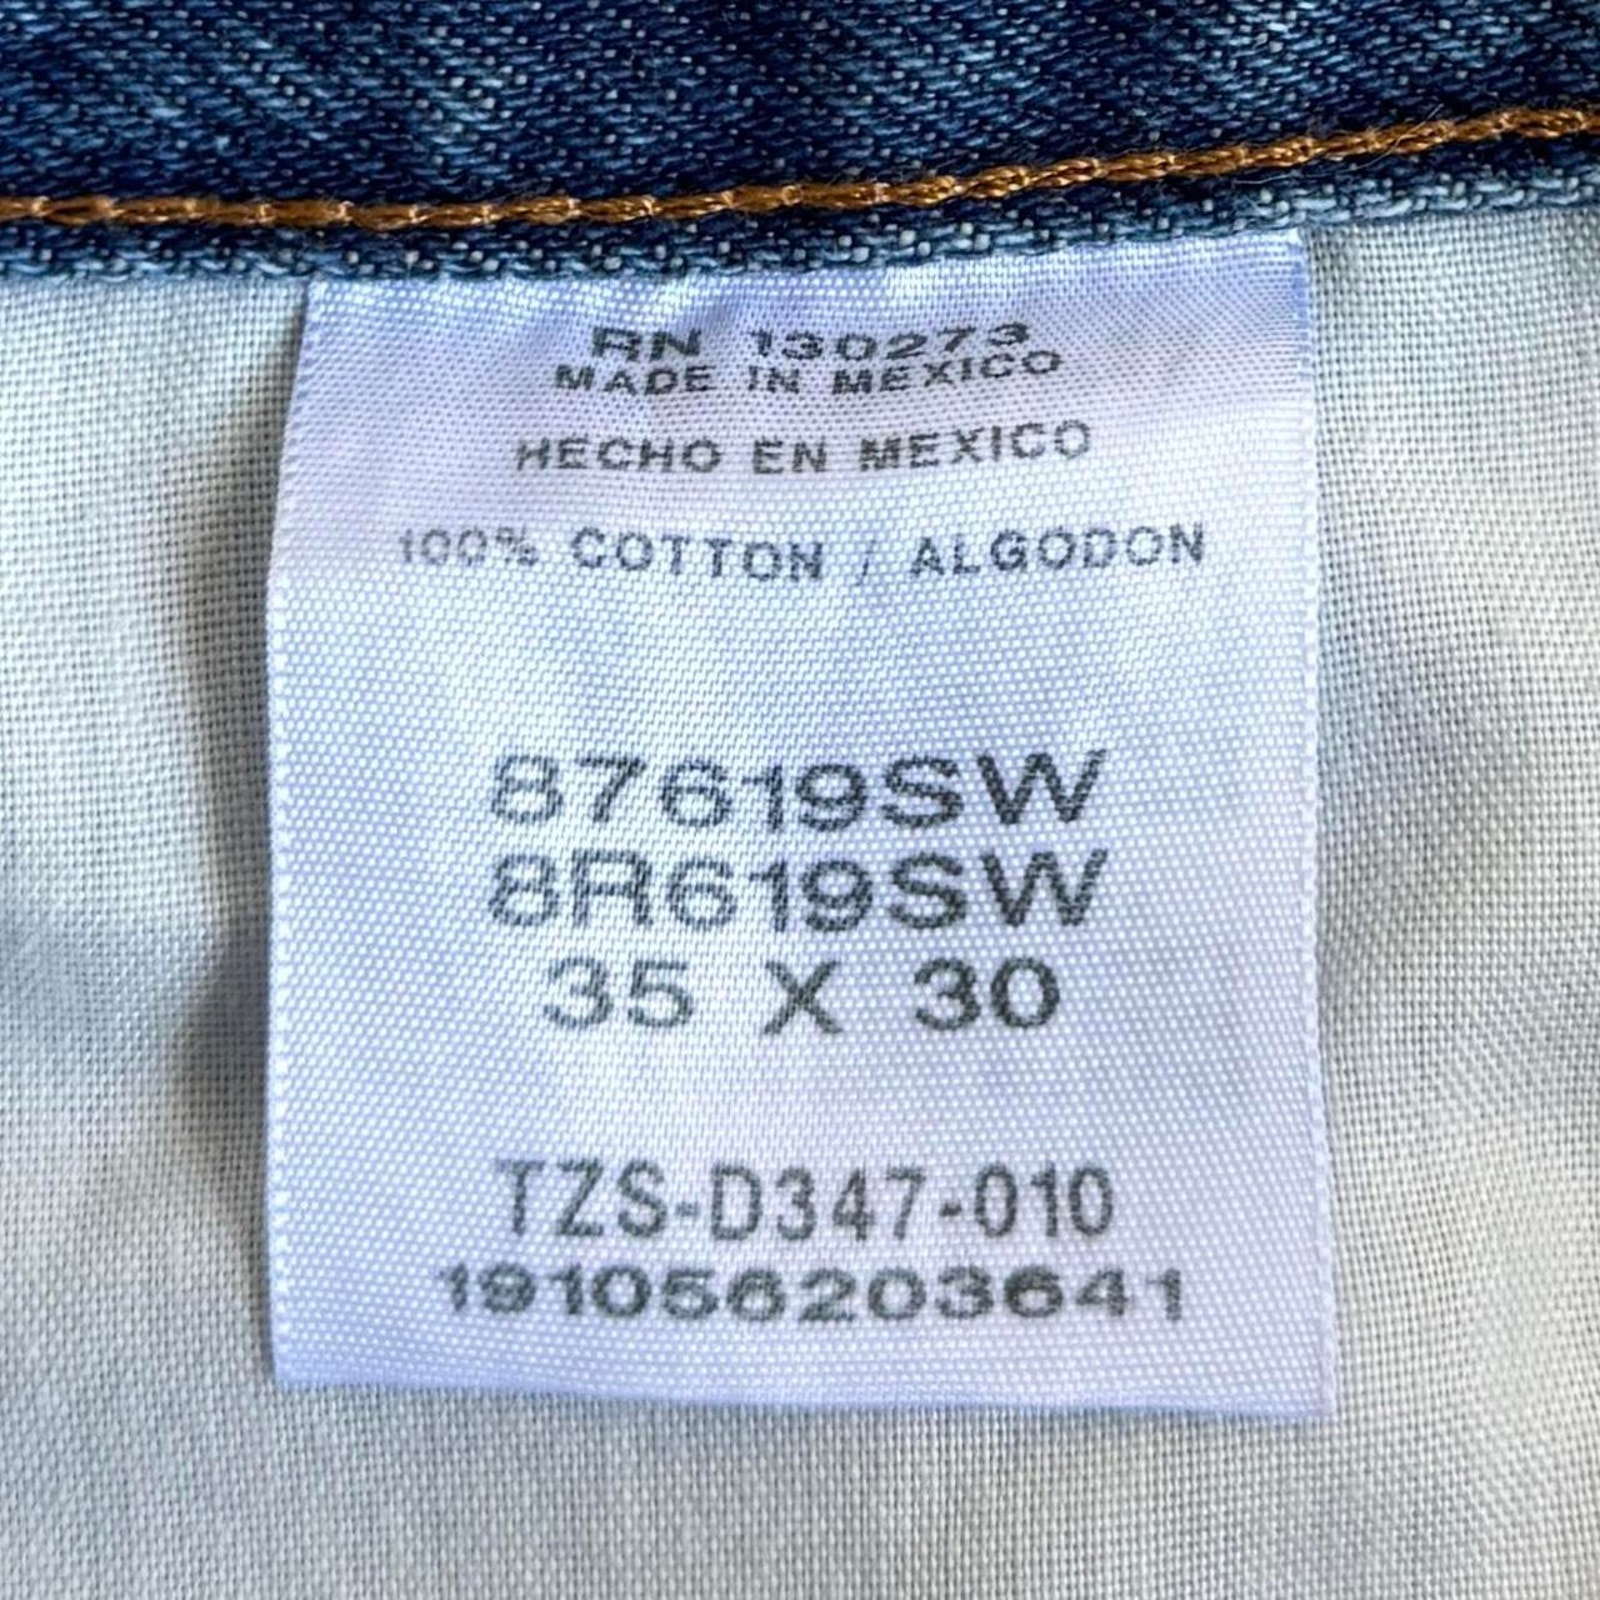 RN 130273
MADE IN MEXICO
HECHO EN MEXICO
100% COTTON / ALGODON
87619SW
8R619SW
35 X 30
TZS-D347-010
191056203641